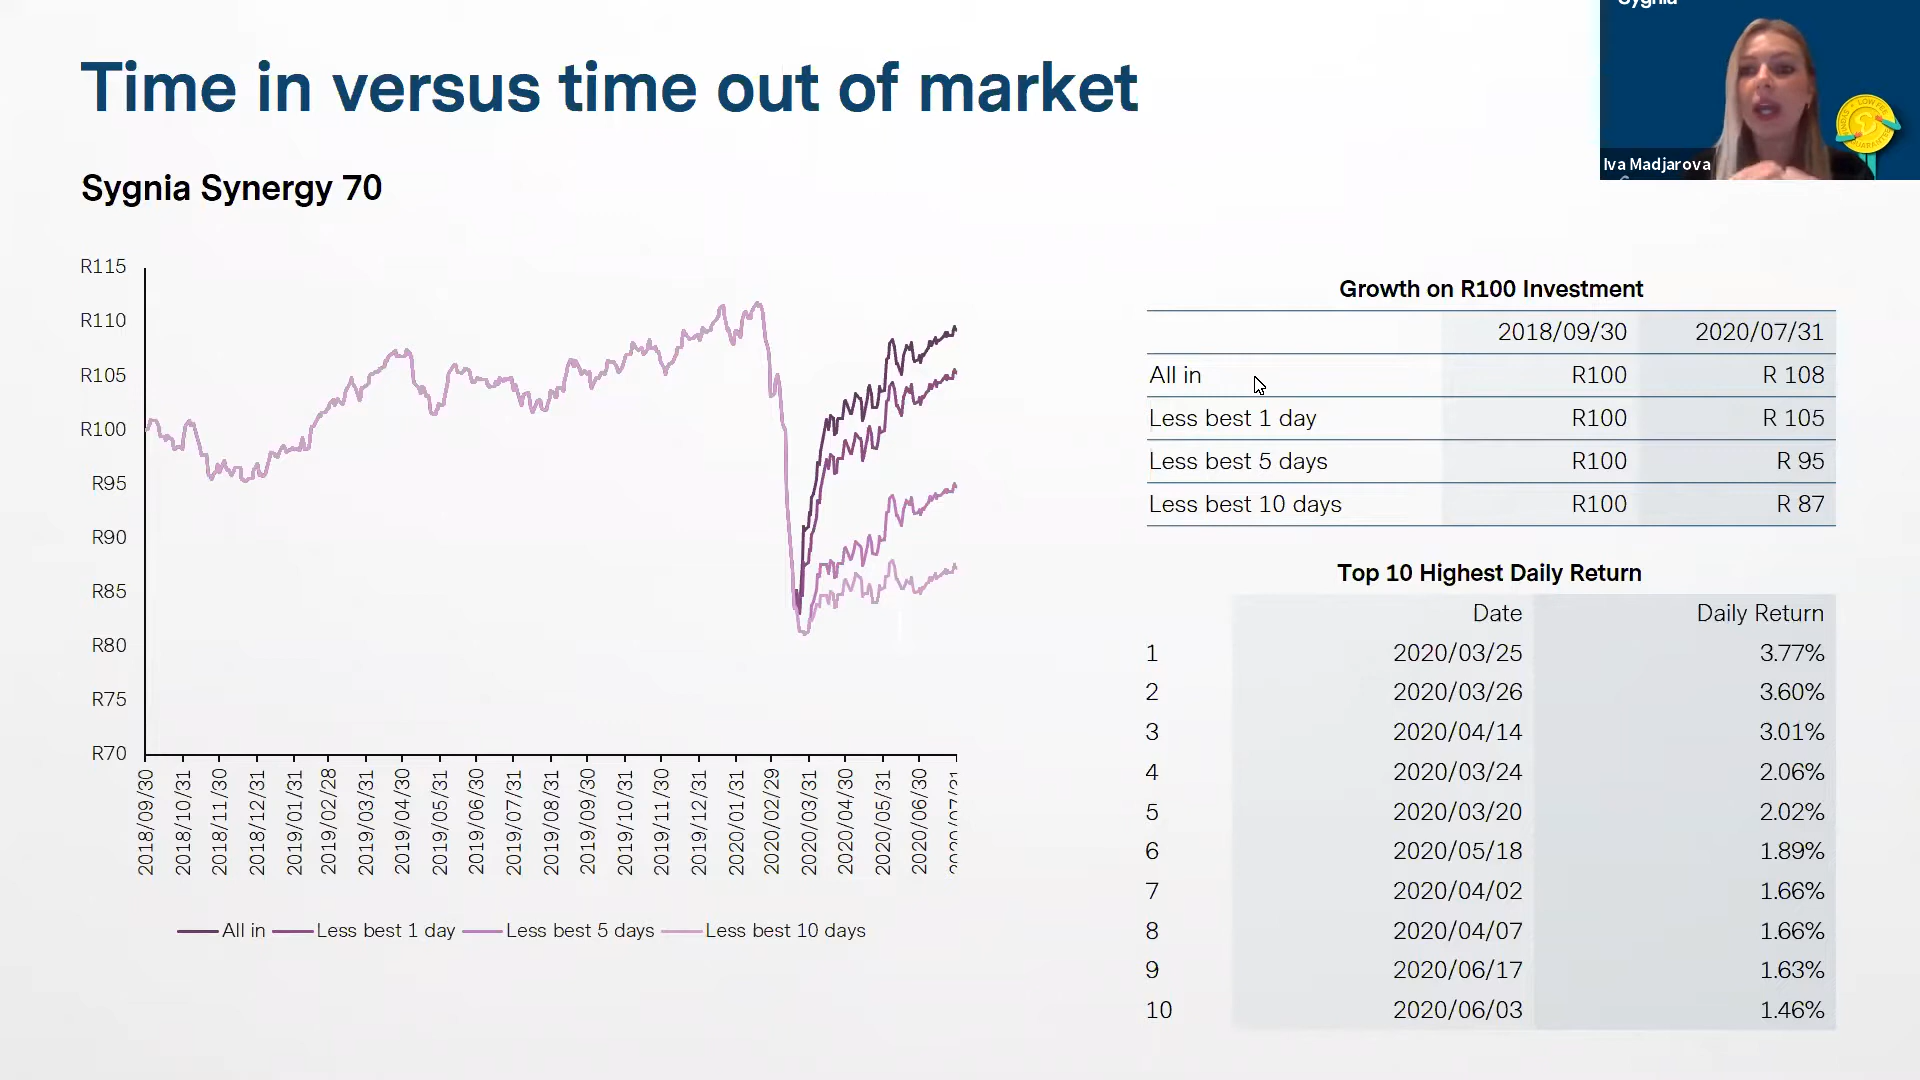 Sygnia
Time in versus time out of market
Iva Madjarova
Sygnia Synergy 70
R115
R110
R105
R100
R95
R90
R85
R80
R75
R70
2018/09/30
2018/10/31
2018/11/30
2018/12/31
2019/01/31
2019/02/28
2019/03/31
2019/04/30
2019/05/31
2019/06/30
2019/07/31
2019/08/31
2019/09/30
2019/10/31
2019/11/30
2019/12/31
2020/01/31
2020/02/29
2020/03/31
2020/04/30
2020/05/31
2020/06/30
2020/07/31
All in Less best 1 day Less best 5 days Less best 10 days
Growth on R100 Investment
2018/09/30 2020/07/31
All in R100 R 108
Less best 1 day R100 R 105
Less best 5 days R100 R 95
Less best 10 days R100 R 87
Top 10 Highest Daily Return
Date Daily Return
1 2020/03/25 3.77%
2 2020/03/26 3.60%
3 2020/04/14 3.01%
4 2020/03/24 2.06%
5 2020/03/20 2.02%
6 2020/05/18 1.89%
7 2020/04/02 1.66%
8 2020/04/07 1.66%
9 2020/06/17 1.63%
10 2020/06/03 1.46%